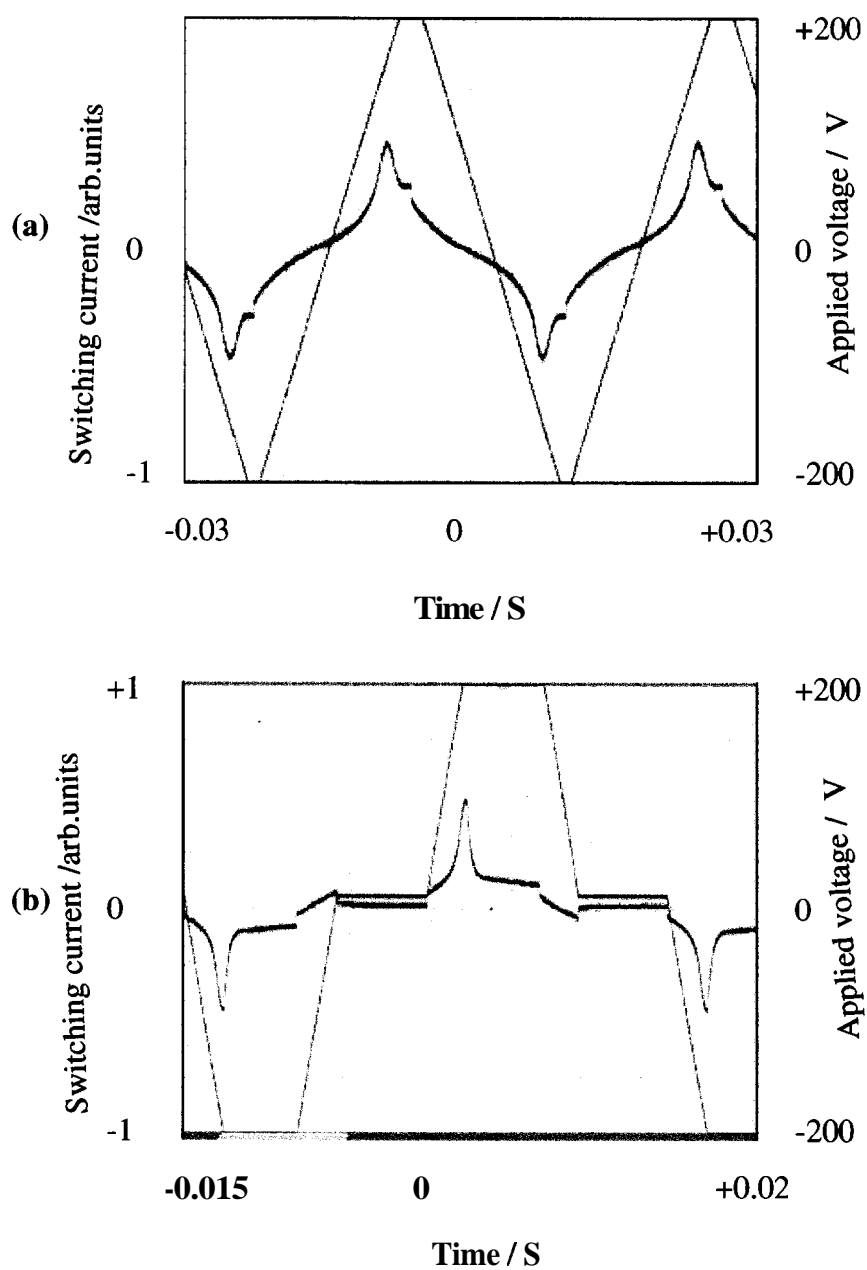 +200
Switching current /arb.units
Applied voltage / V
(a)
0
0
-1
-200
-0.03
0
+0.03
Time / S
+1
+200
Switching current /arb.units
Applied voltage / V
(b)
0
0
-1
-200
-0.015
0
+0.02
Time / S